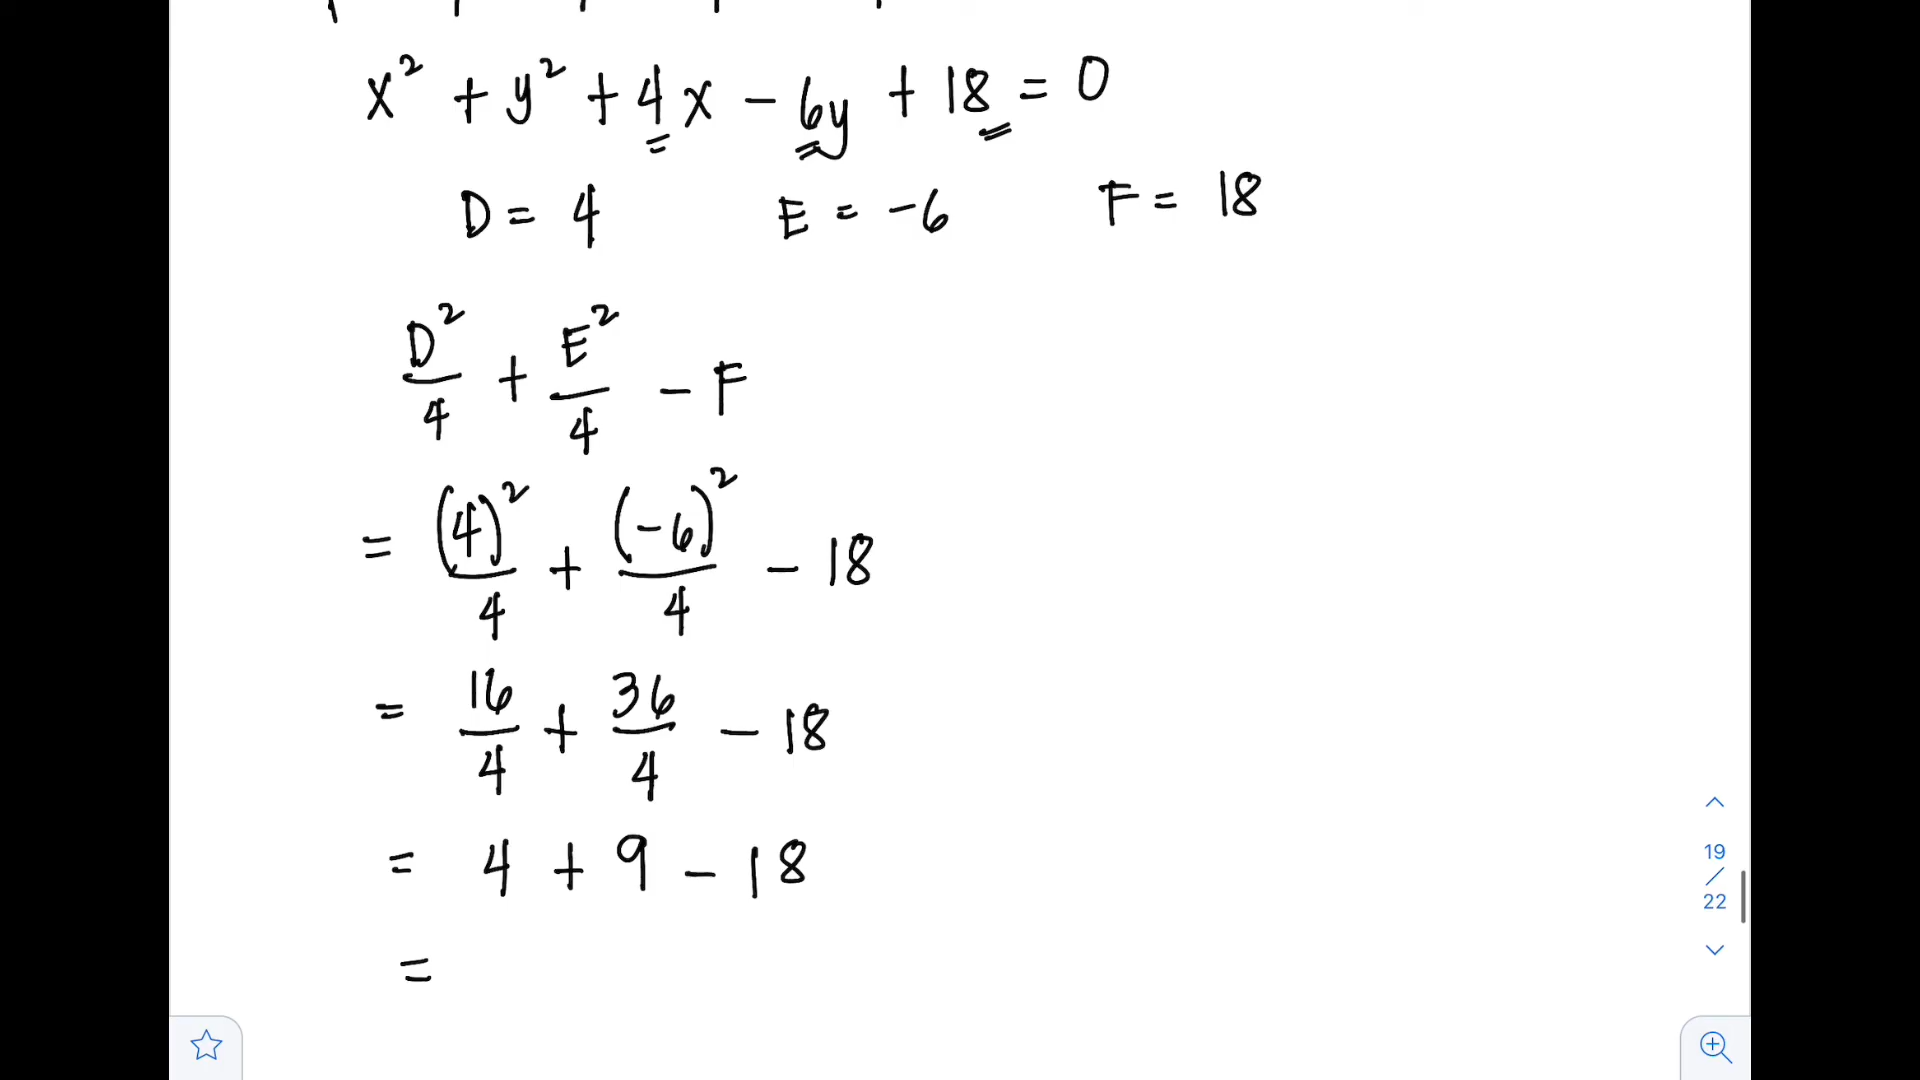 x² + y² + 4x - 6y + 18 = 0
D = 4 E = -6 F = 18
D²/4 + E²/4 - F
= (4)²/4 + (-6)²/4 - 18
= 16/4 + 36/4 - 18
= 4 + 9 - 18
=
19
/
22